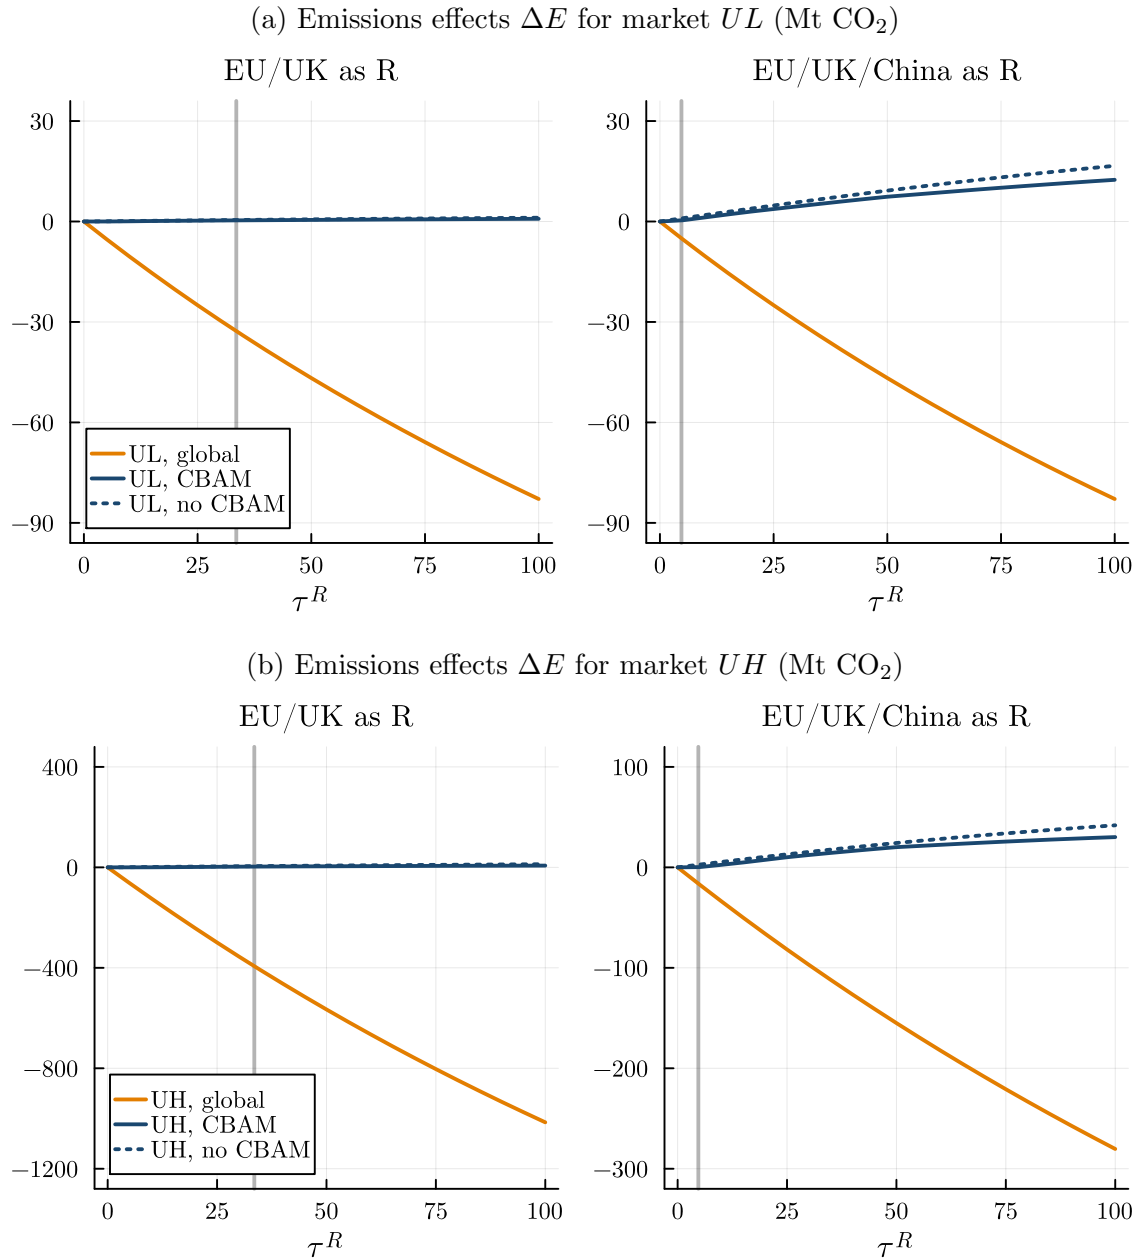 (a) Emissions effects ΔE for market UL (Mt CO₂)
EU/UK as R
EU/UK/China as R
30
0
−30
−60
−90
UL, global
UL, CBAM
UL, no CBAM
0 25 50 75 100
τ^R
30
0
−30
−60
−90
0 25 50 75 100
τ^R
(b) Emissions effects ΔE for market UH (Mt CO₂)
EU/UK as R
EU/UK/China as R
400
0
−400
−800
−1200
UH, global
UH, CBAM
UH, no CBAM
0 25 50 75 100
τ^R
100
0
−100
−200
−300
0 25 50 75 100
τ^R